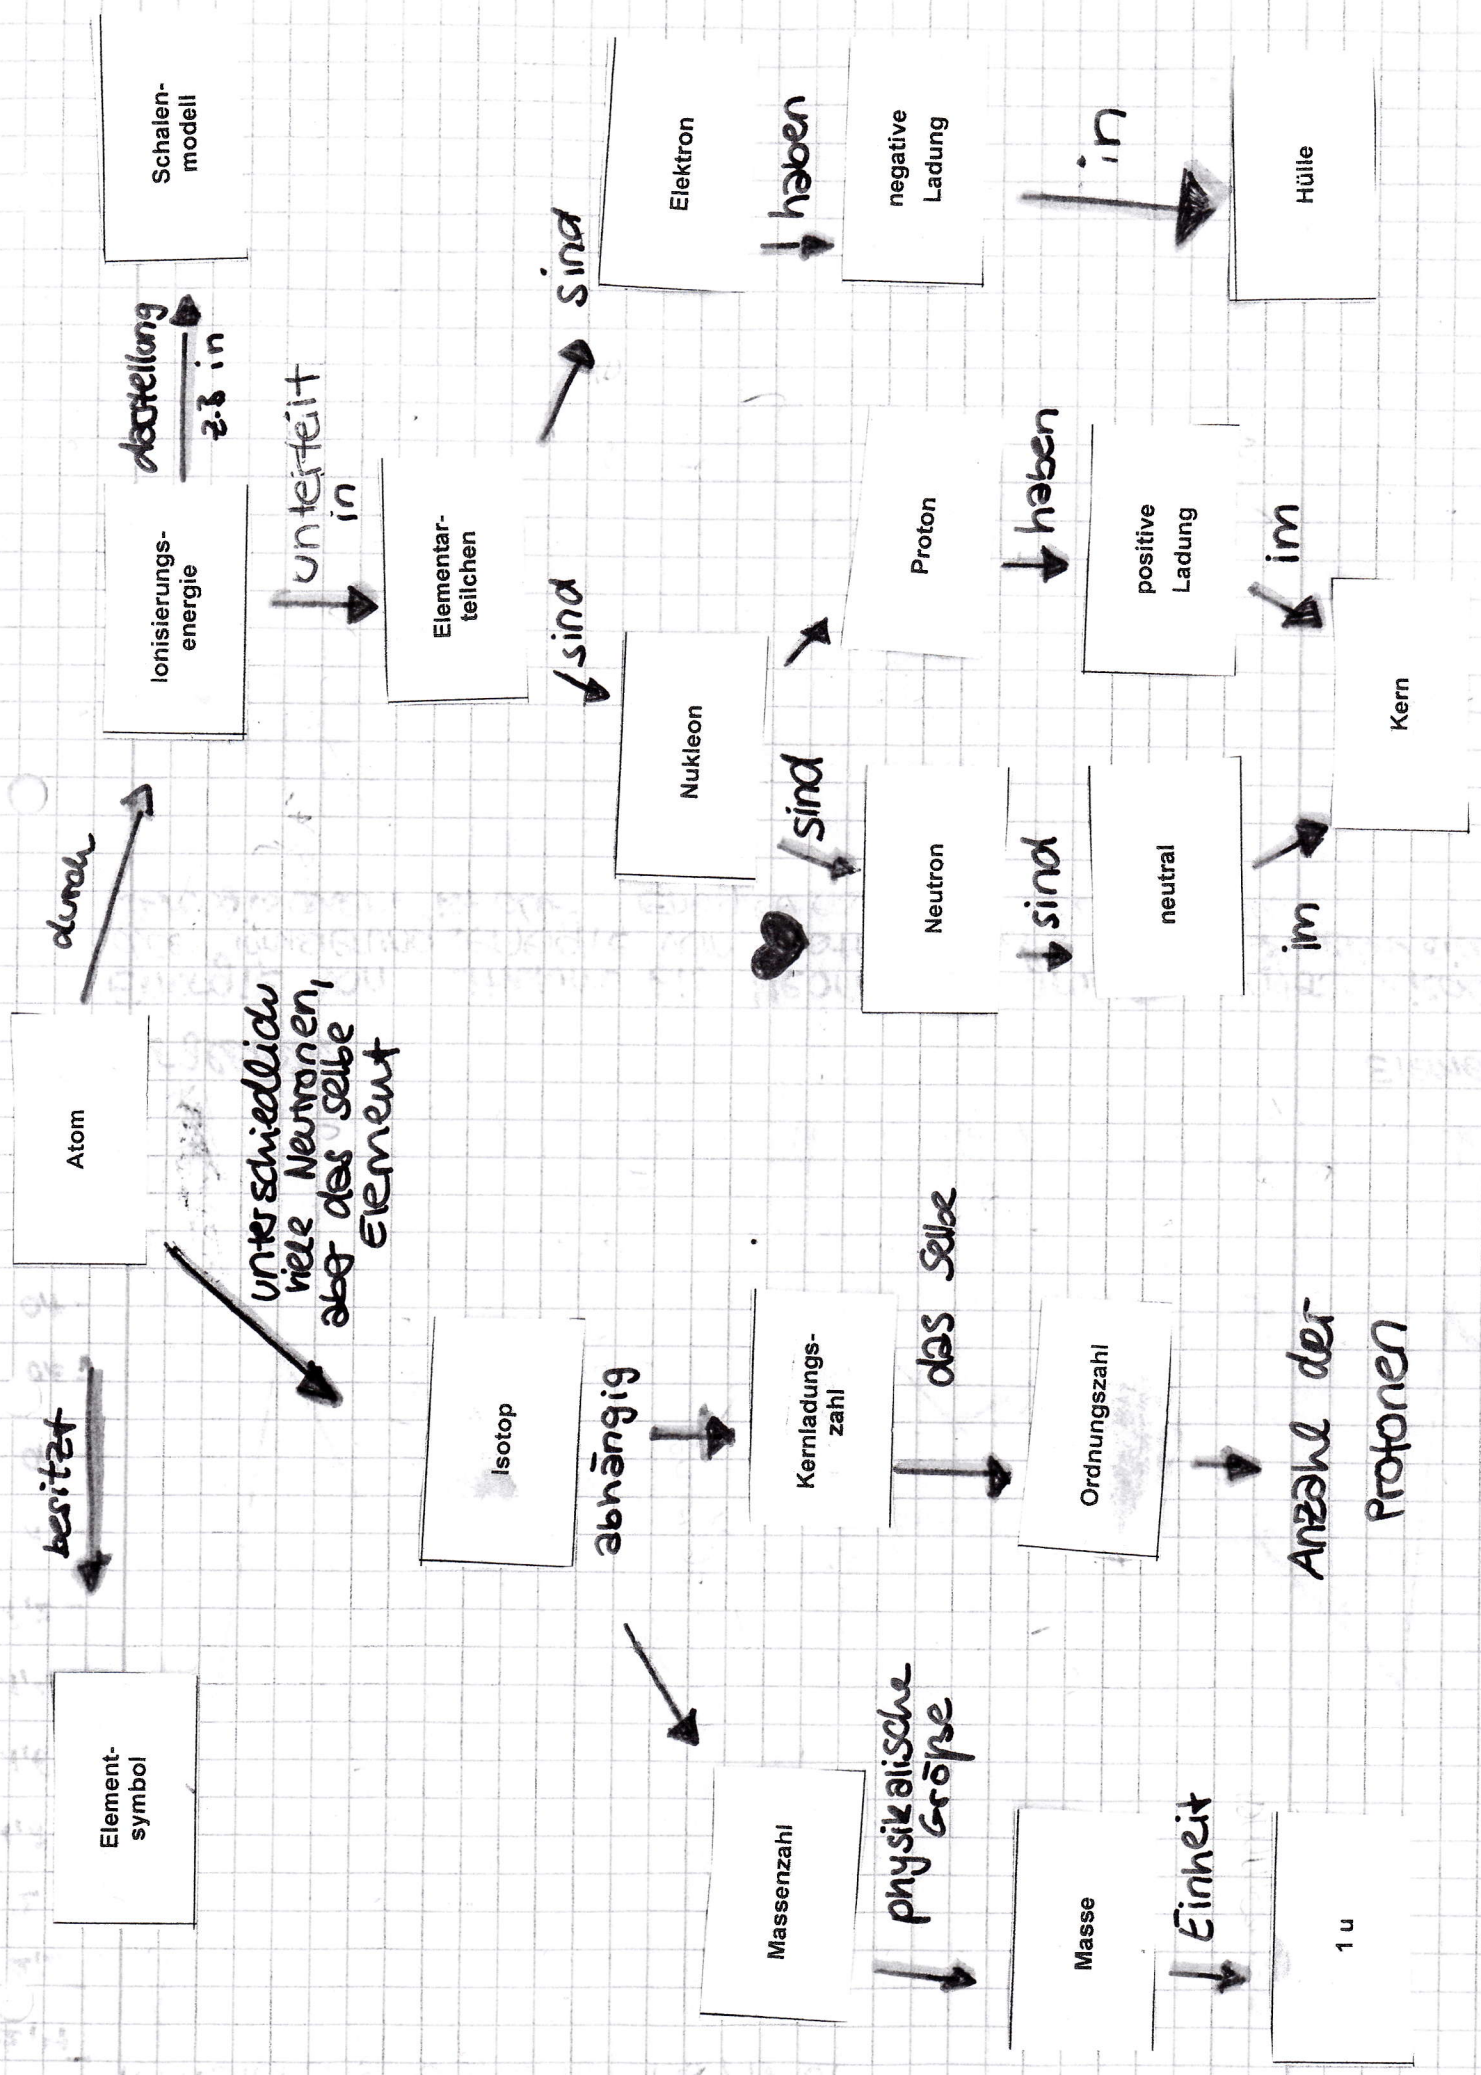 Atom
besitzt
Element-
symbol
durch
Ionisierungs-
energie
z.B in
Schalen-
modell
unterteilt
in
Elementar-
teilchen
sind
Elektron
haben
negative
Ladung
in
Hülle
sind
Nukleon
sind
Proton
haben
positive
Ladung
im
Neutron
sind
neutral
im
Kern
unterschiedlich
viele Neutronen,
aber das selbe
Element
Isotop
abhängig
Kernladungs-
zahl
das selbe
Ordnungszahl
Anzahl der
Protonen
Massenzahl
physikalische
Größe
Masse
Einheit
1 u